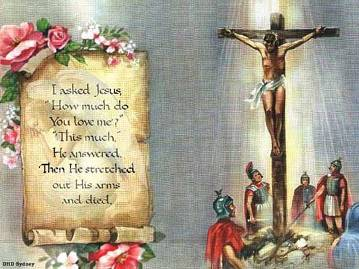 I asked Jesus,
"How much do
You love me?"
"This much,"
He answered.
Then He stretched
out His arms
and died.
DHD Sydney